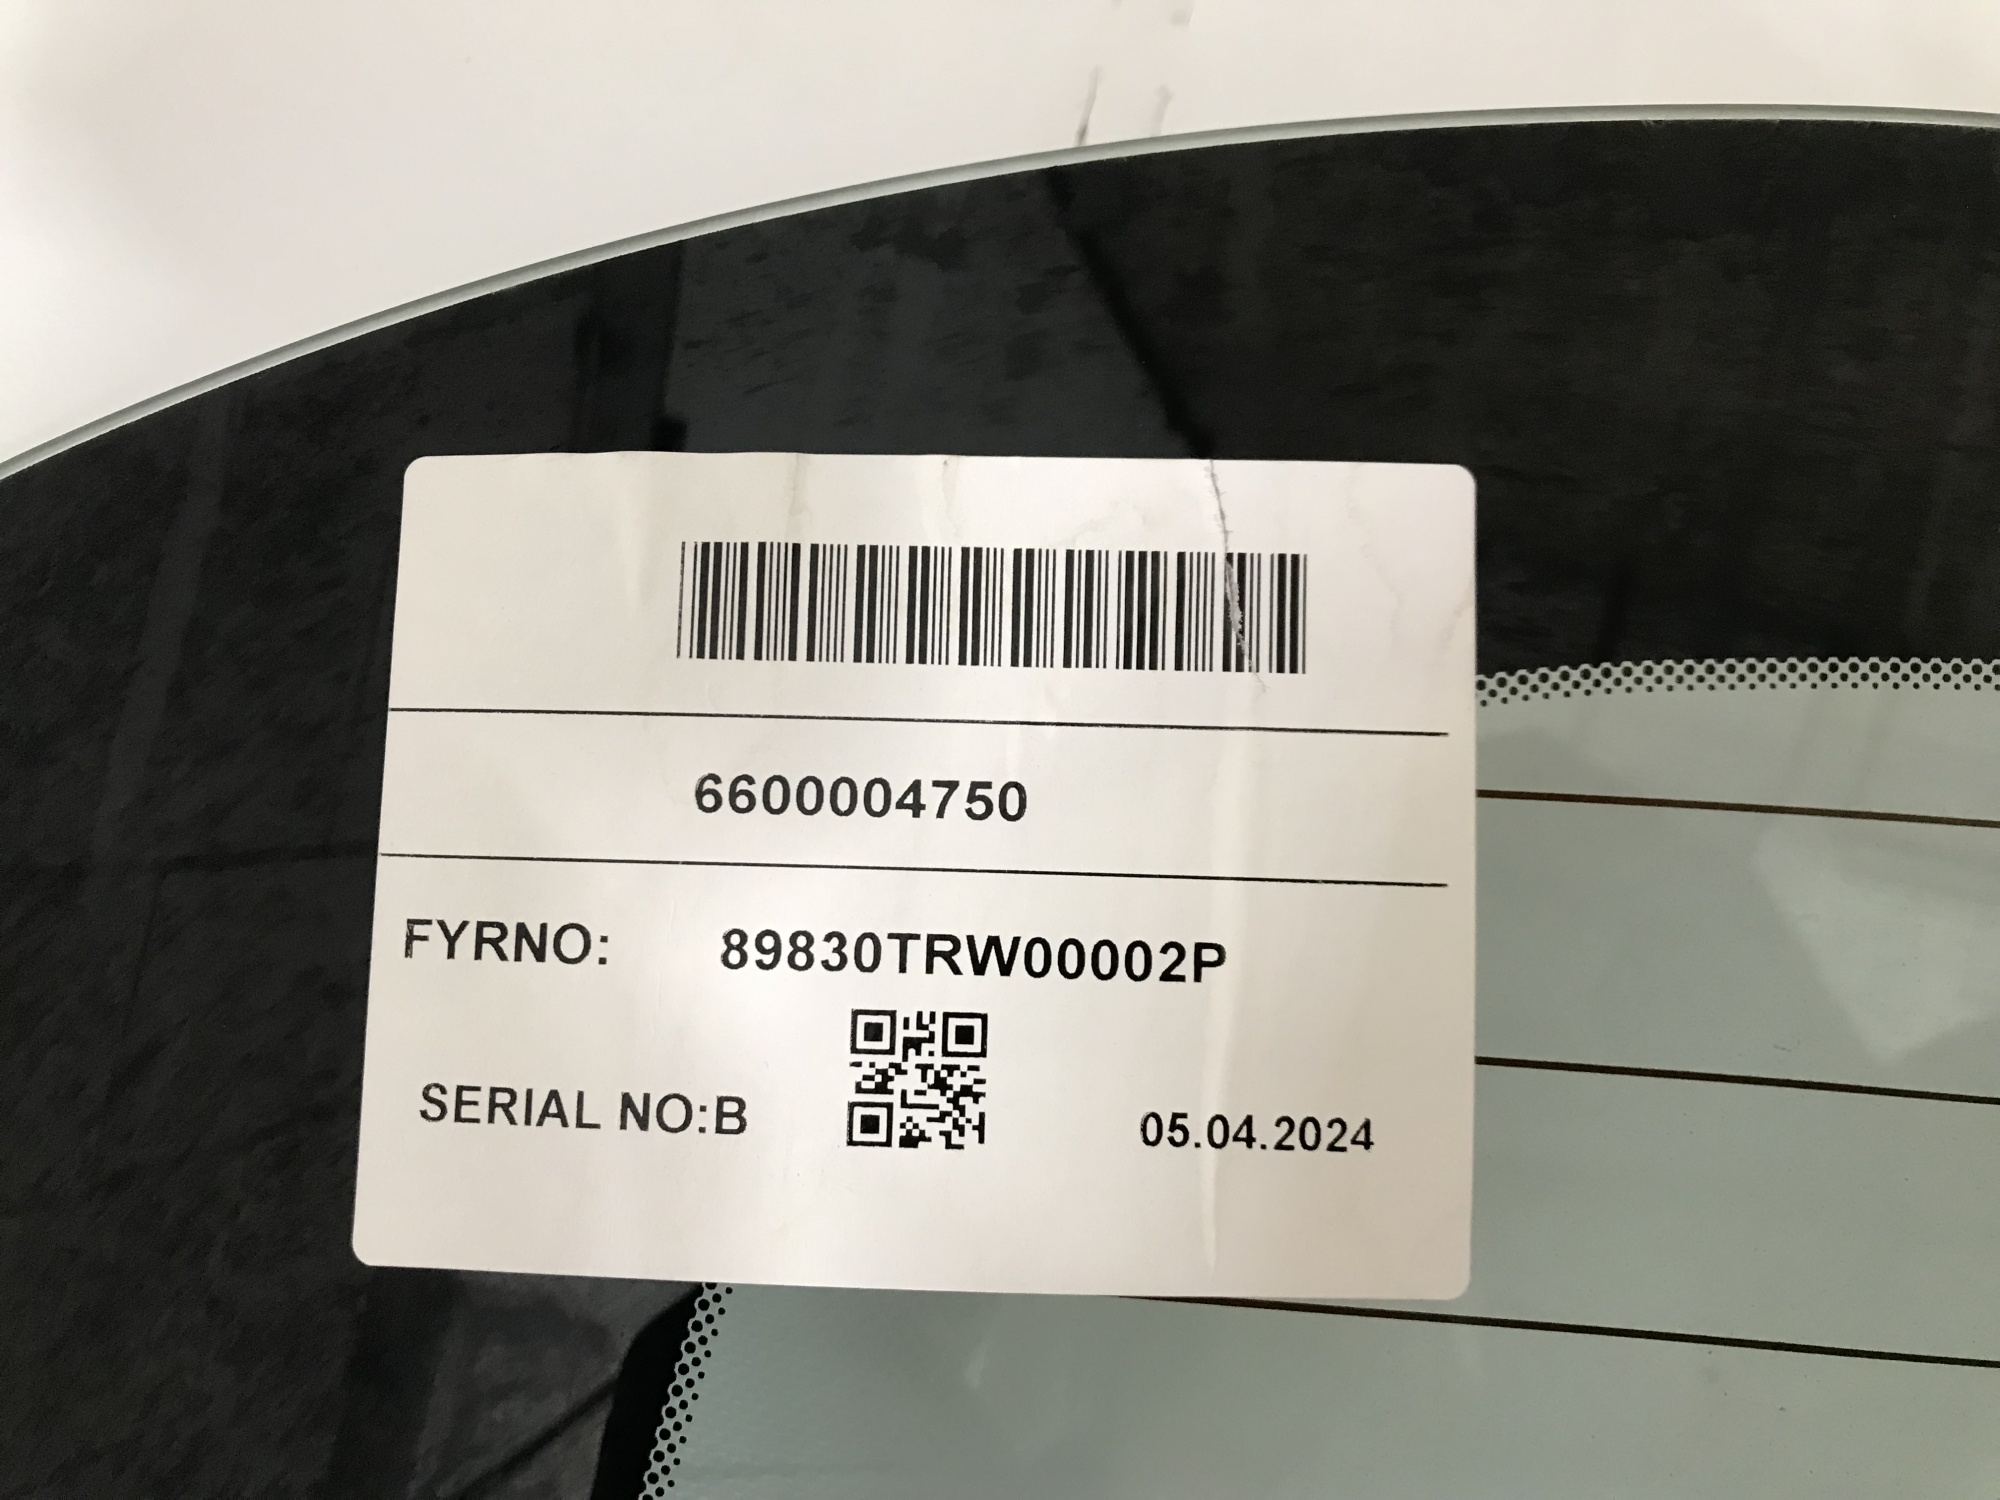 6600004750
FYRNO: 89830TRW00002P
SERIAL NO:B
05.04.2024